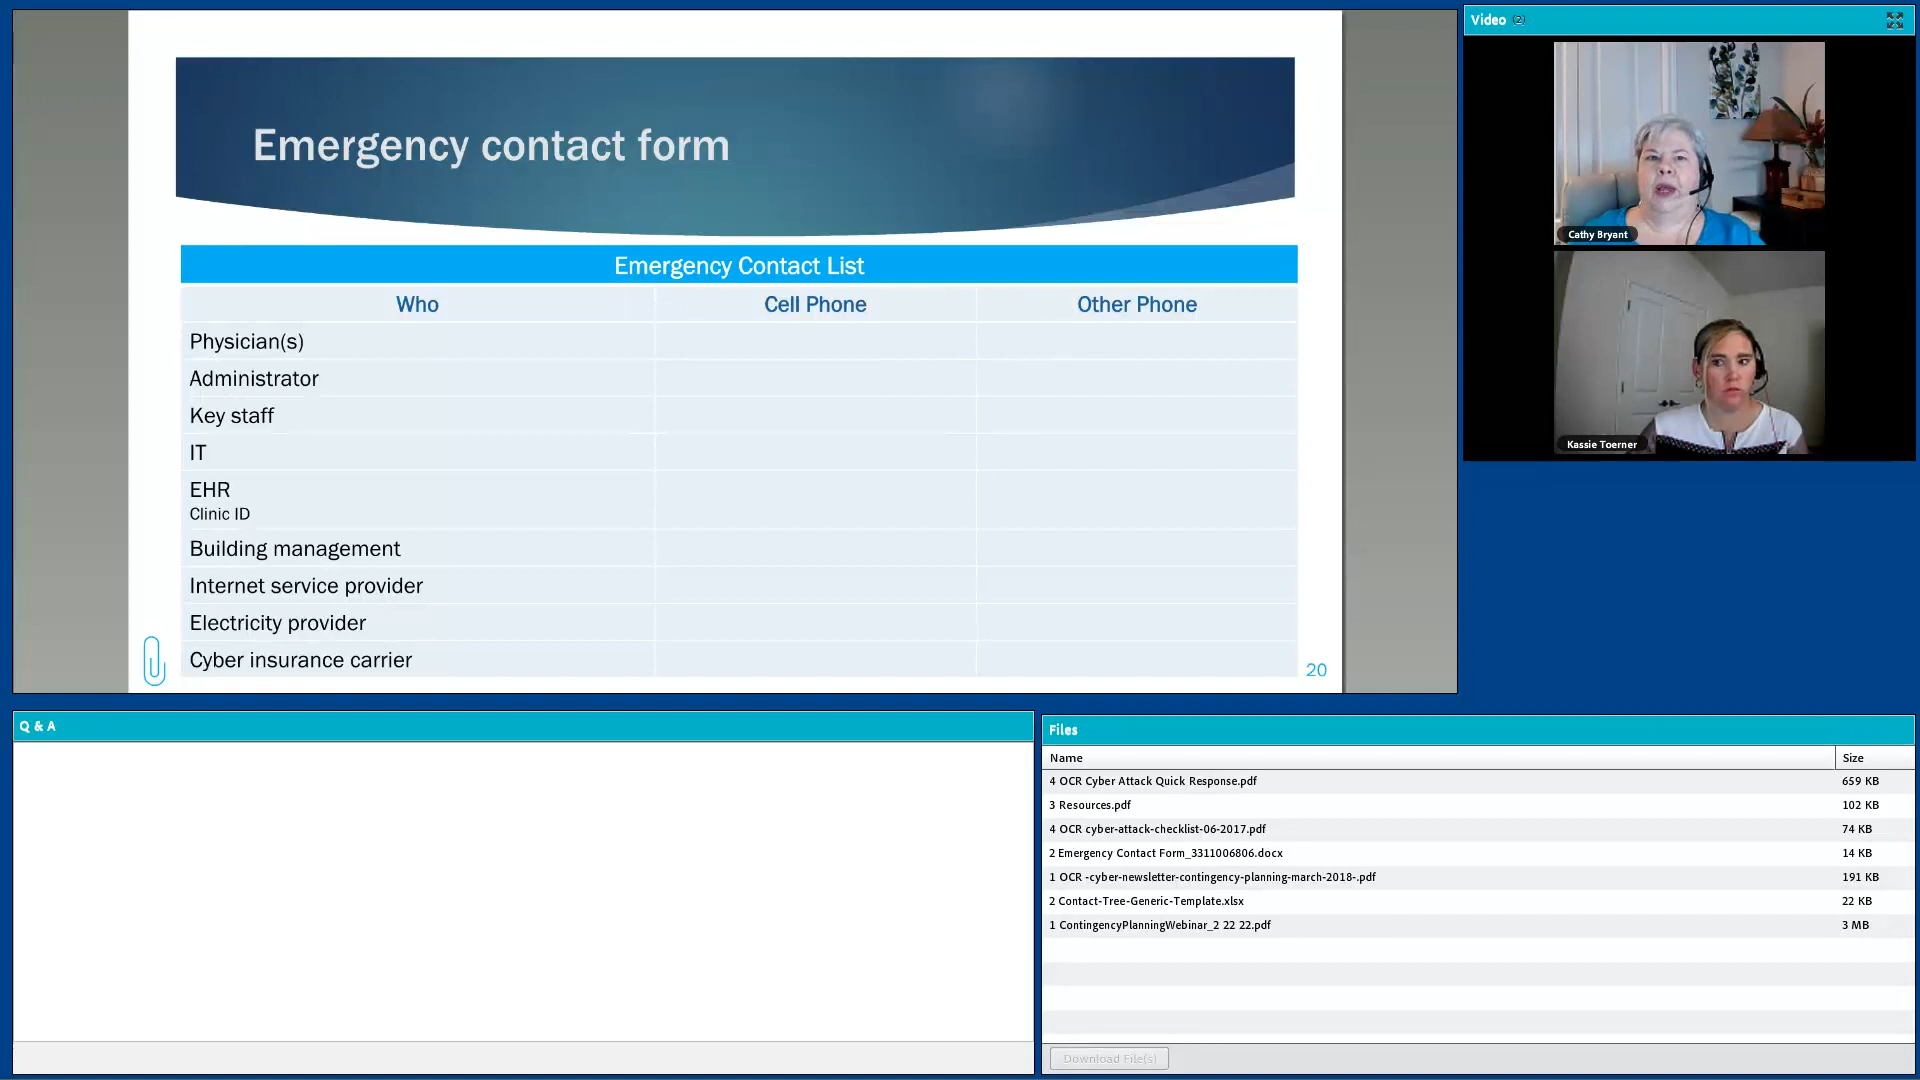 Emergency contact form
Emergency Contact List
Who Cell Phone Other Phone
Physician(s)
Administrator
Key staff
IT
EHR
Clinic ID
Building management
Internet service provider
Electricity provider
Cyber insurance carrier
20
Video (2)
Cathy Bryant
Kassie Toerner
Q & A
Files
Name Size
4 OCR Cyber Attack Quick Response.pdf 659 KB
3 Resources.pdf 102 KB
4 OCR cyber-attack-checklist-06-2017.pdf 74 KB
2 Emergency Contact Form_3311006806.docx 14 KB
1 OCR -cyber-newsletter-contingency-planning-march-2018-.pdf 191 KB
2 Contact-Tree-Generic-Template.xlsx 22 KB
1 ContingencyPlanningWebinar_2 22 22.pdf 3 MB
Download File(s)